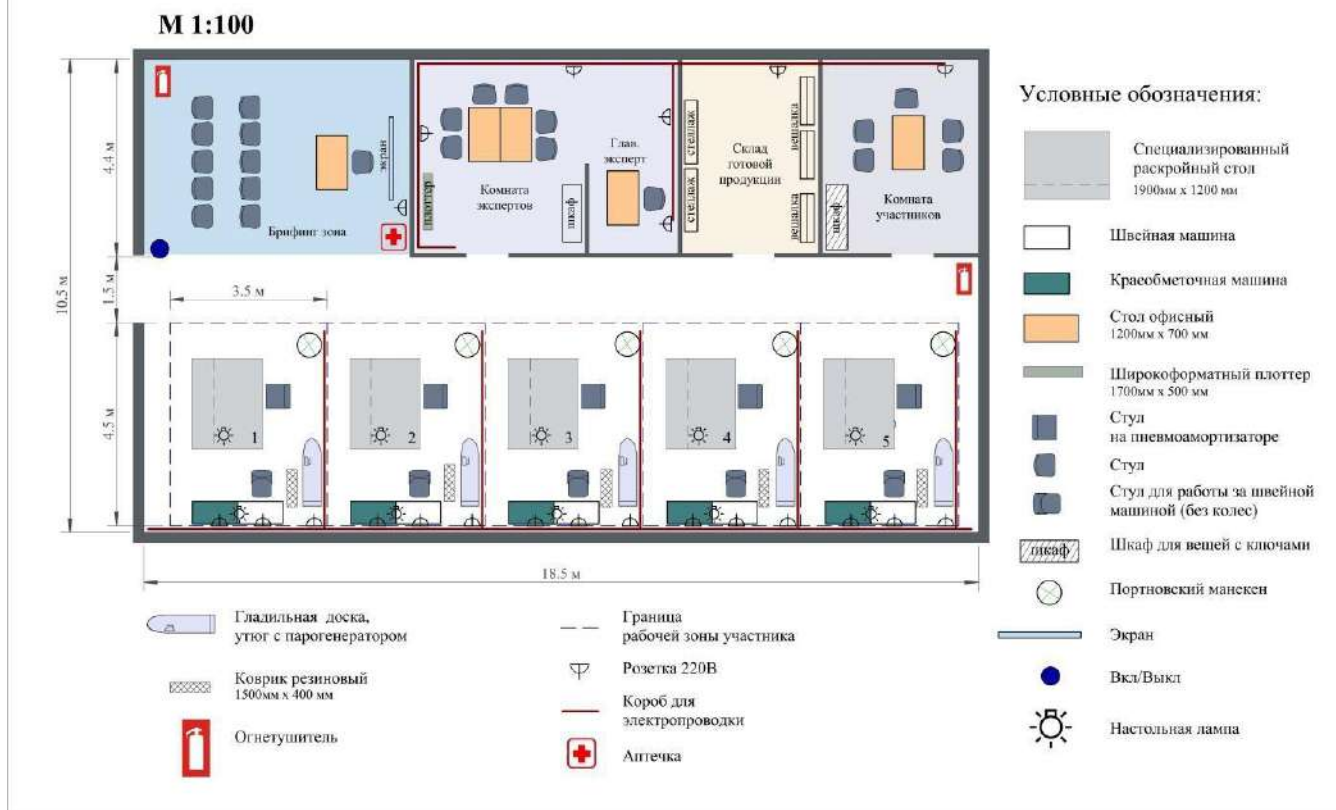 М 1:100
10.5 м
4.4 м
1.5 м
4.5 м
3.5 м
18.5 м
Брифинг зона
экран
плоттер
Комната
экспертов
шкаф
Глав.
эксперт
стеллаж
стеллаж
Склад
готовой
продукции
вешалка
вешалка
вешалка
шкаф
Комната
участников
1
2
3
4
5
Условные обозначения:
Специализированный
раскройный стол
1900мм х 1200 мм
Швейная машина
Краеобметочная машина
Стол офисный
1200мм х 700 мм
Широкоформатный плоттер
1700мм х 500 мм
Стул
на пневмоамортизаторе
Стул
Стул для работы за швейной
машиной (без колес)
шкаф
Шкаф для вещей с ключами
Портновский манекен
Экран
Вкл/Выкл
Настольная лампа
Гладильная доска,
утюг с парогенератором
Коврик резиновый
1500мм х 400 мм
Огнетушитель
Граница
рабочей зоны участника
Розетка 220В
Короб для
электропроводки
Аптечка